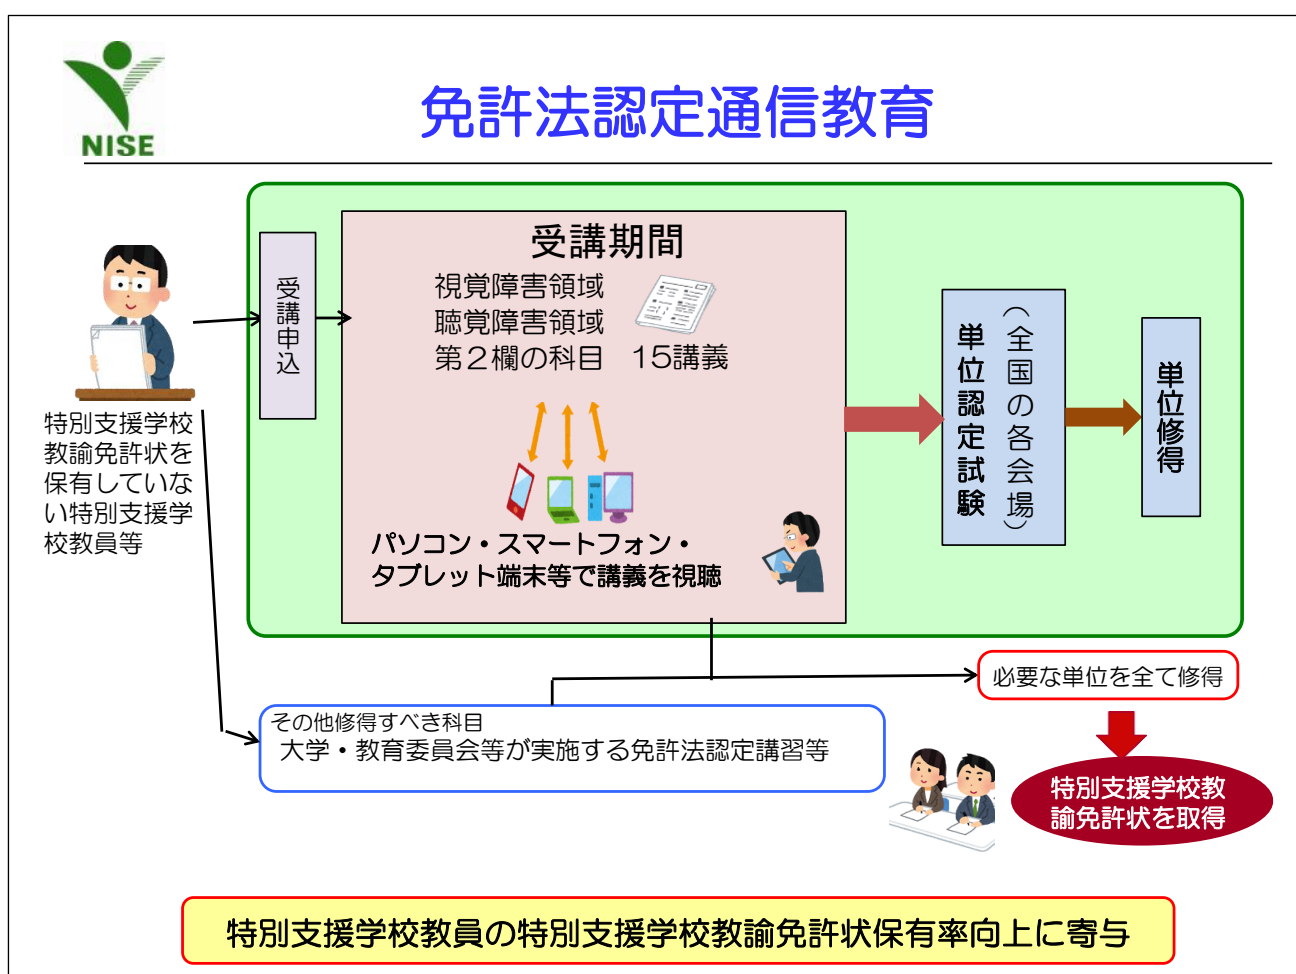 NISE
免許法認定通信教育
特別支援学校
教諭免許状を
保有していな
い特別支援学
校教員等
受講申込
受講期間
視覚障害領域
聴覚障害領域
第２欄の科目　15講義
パソコン・スマートフォン・
タブレット端末等で講義を視聴
（全国の各会場）
単位認定試験
単位修得
その他修得すべき科目
大学・教育委員会等が実施する免許法認定講習等
必要な単位を全て修得
特別支援学校教
諭免許状を取得
特別支援学校教員の特別支援学校教諭免許状保有率向上に寄与